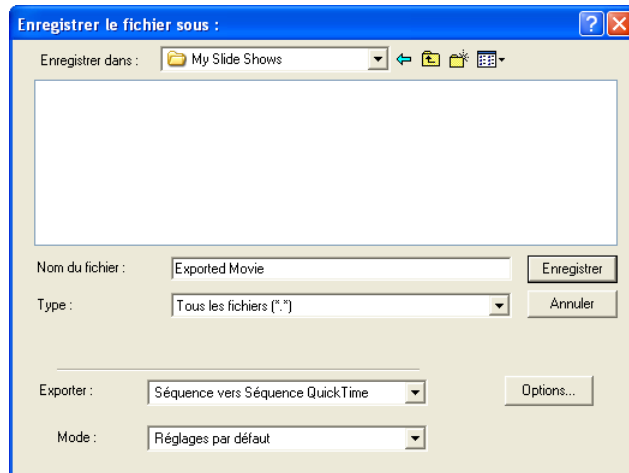 Enregistrer le fichier sous :
Enregistrer dans :
My Slide Shows
Nom du fichier :
Exported Movie
Enregistrer
Type :
Tous les fichiers (*.*)
Annuler
Exporter :
Séquence vers Séquence QuickTime
Options...
Mode :
Réglages par défaut